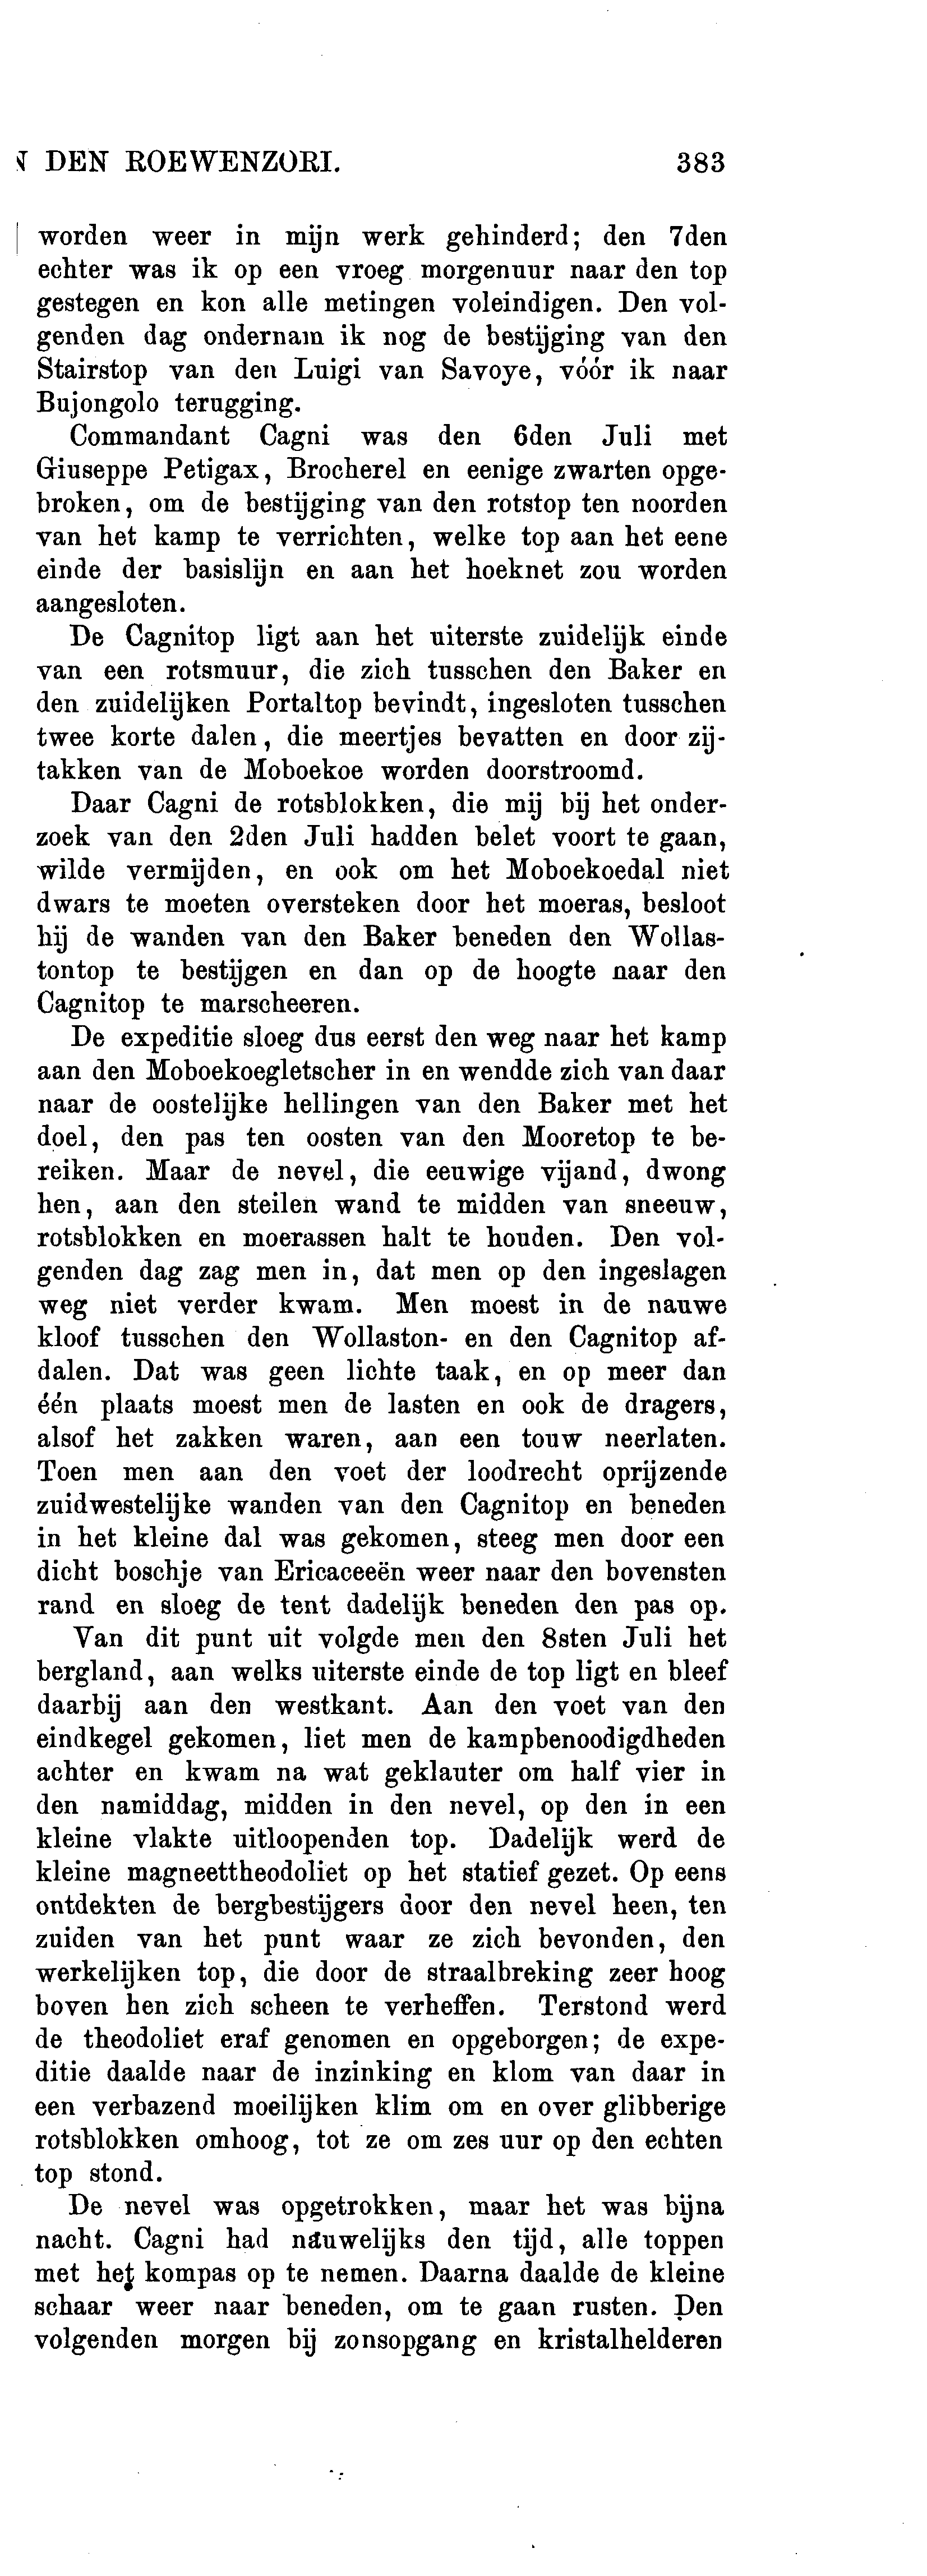 DEN ROEWENZORI. 383
worden weer in mijn werk gehinderd; den 7den
echter was ik op een vroeg morgenuur naar den top
gestegen en kon alle metingen voleindigen. Den vol-
genden dag ondernam ik nog de bestijging van den
Stairstop van den Luigi van Savoye, vóór ik naar
Bujongolo terugging.
Commandant Cagni was den 6den Juli met
Giuseppe Petigax, Brocherel en eenige zwarten opge-
broken, om de bestijging van den rotstop ten noorden
van het kamp te verrichten, welke top aan het eene
einde der basislijn en aan het hoeknet zou worden
aangesloten.
De Cagnitop ligt aan het uiterste zuidelijk einde
van een rotsmuur, die zich tusschen den Baker en
den zuidelijken Portaltop bevindt, ingesloten tusschen
twee korte dalen, die meertjes bevatten en door zij-
takken van de Moboekoe worden doorstroomd.
Daar Cagni de rotsblokken, die mij bij het onder-
zoek van den 2den Juli hadden belet voort te gaan,
wilde vermijden, en ook om het Moboekoedal niet
dwars te moeten oversteken door het moeras, besloot
hij de wanden van den Baker beneden den Wollas-
tontop te bestijgen en dan op de hoogte naar den
Cagnitop te marscheeren.
De expeditie sloeg dus eerst den weg naar het kamp
aan den Moboekoegletscher in en wendde zich van daar
naar de oostelijke hellingen van den Baker met het
doel, den pas ten oosten van den Mooretop te be-
reiken. Maar de nevel, die eeuwige vijand, dwong
hen, aan den steilen wand te midden van sneeuw,
rotsblokken en moerassen halt te houden. Den vol-
genden dag zag men in, dat men op den ingeslagen
weg niet verder kwam. Men moest in de nauwe
kloof tusschen den Wollaston- en den Cagnitop af-
dalen. Dat was geen lichte taak, en op meer dan
één plaats moest men de lasten en ook de dragers,
alsof het zakken waren, aan een touw neerlaten.
Toen men aan den voet der loodrecht oprijzende
zuidwestelijke wanden van den Cagnitop en beneden
in het kleine dal was gekomen, steeg men door een
dicht boschje van Ericaceeën weer naar den bovensten
rand en sloeg de tent dadelijk beneden den pas op.
Van dit punt uit volgde men den 8sten Juli het
bergland, aan welks uiterste einde de top ligt en bleef
daarbij aan den westkant. Aan den voet van den
eindkegel gekomen, liet men de kampbenoodigdheden
achter en kwam na wat geklauter om half vier in
den namiddag, midden in den nevel, op den in een
kleine vlakte uitloopenden top. Dadelijk werd de
kleine magneettheodoliet op het statief gezet. Op eens
ontdekten de bergbestijgers door den nevel heen, ten
zuiden van het punt waar ze zich bevonden, den
werkelijken top, die door de straalbreking zeer hoog
boven hen zich scheen te verheffen. Terstond werd
de theodoliet eraf genomen en opgeborgen; de expe-
ditie daalde naar de inzinking en klom van daar in
een verbazend moeilijken klim om en over glibberige
rotsblokken omhoog, tot ze om zes uur op den echten
top stond.
De nevel was opgetrokken, maar het was bijna
nacht. Cagni had nauwelijks den tijd, alle toppen
met het kompas op te nemen. Daarna daalde de kleine
schaar weer naar beneden, om te gaan rusten. Den
volgenden morgen bij zonsopgang en kristalhelderen